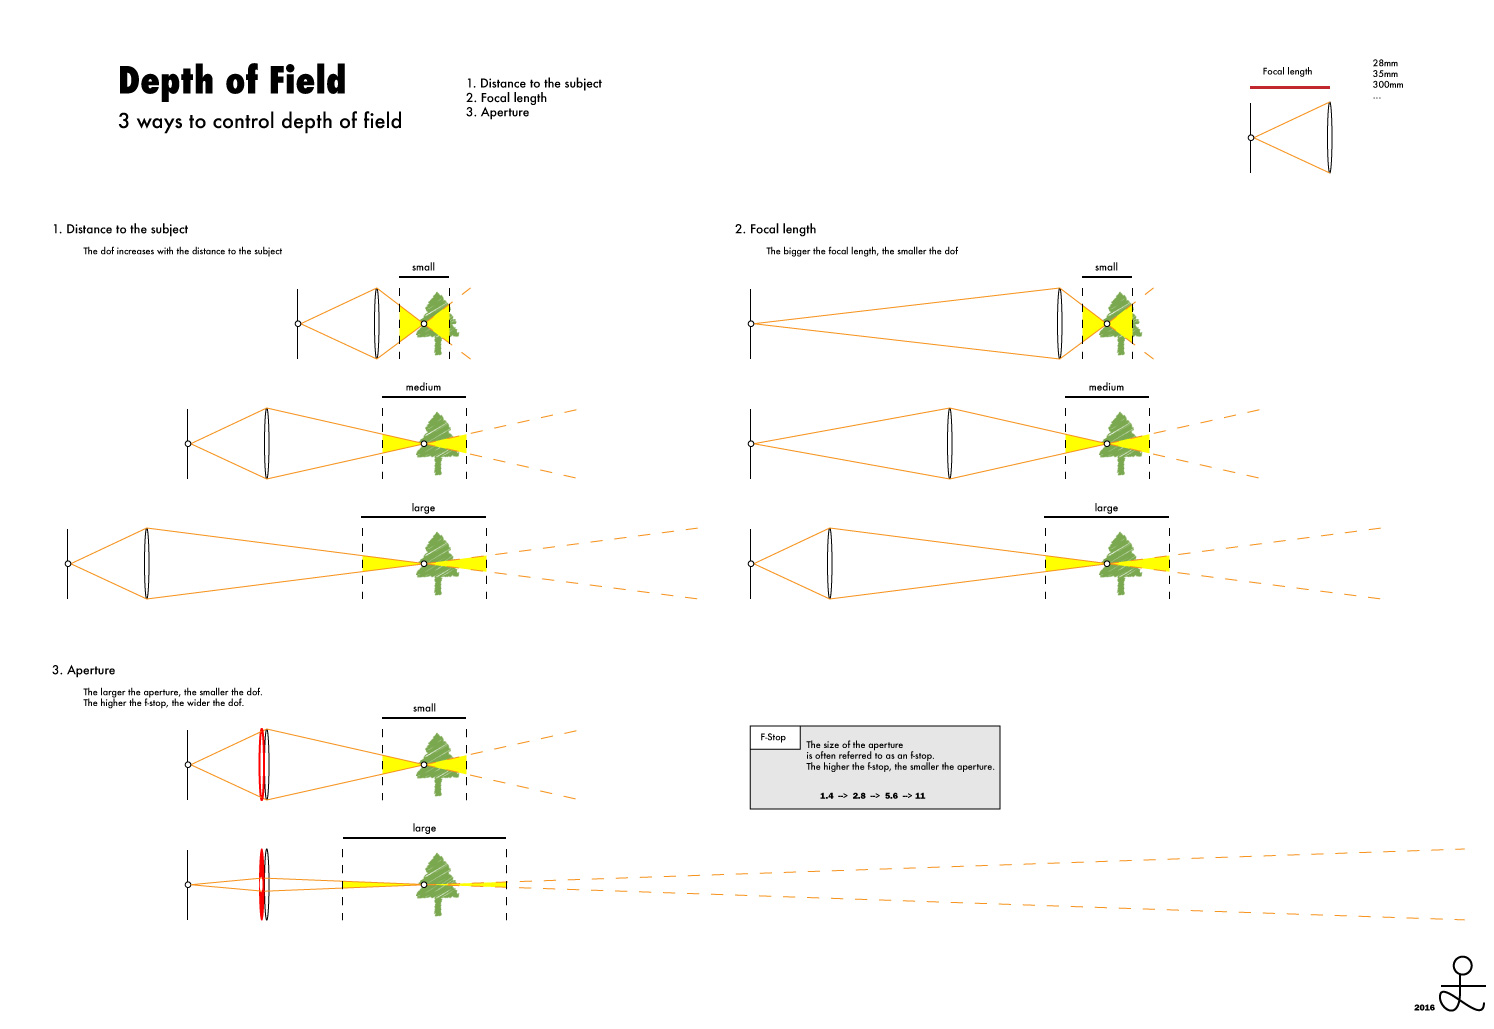 Depth of Field
3 ways to control depth of field
1. Distance to the subject
2. Focal length
3. Aperture
Focal length
28mm
35mm
300mm
...
1. Distance to the subject
The dof increases with the distance to the subject
small
medium
large
2. Focal length
The bigger the focal length, the smaller the dof
small
medium
large
3. Aperture
The larger the aperture, the smaller the dof.
The higher the f-stop, the wider the dof.
small
large
F-Stop
The size of the aperture
is often referred to as an f-stop.
The higher the f-stop, the smaller the aperture.
1.4 --> 2.8 --> 5.6 --> 11
2016